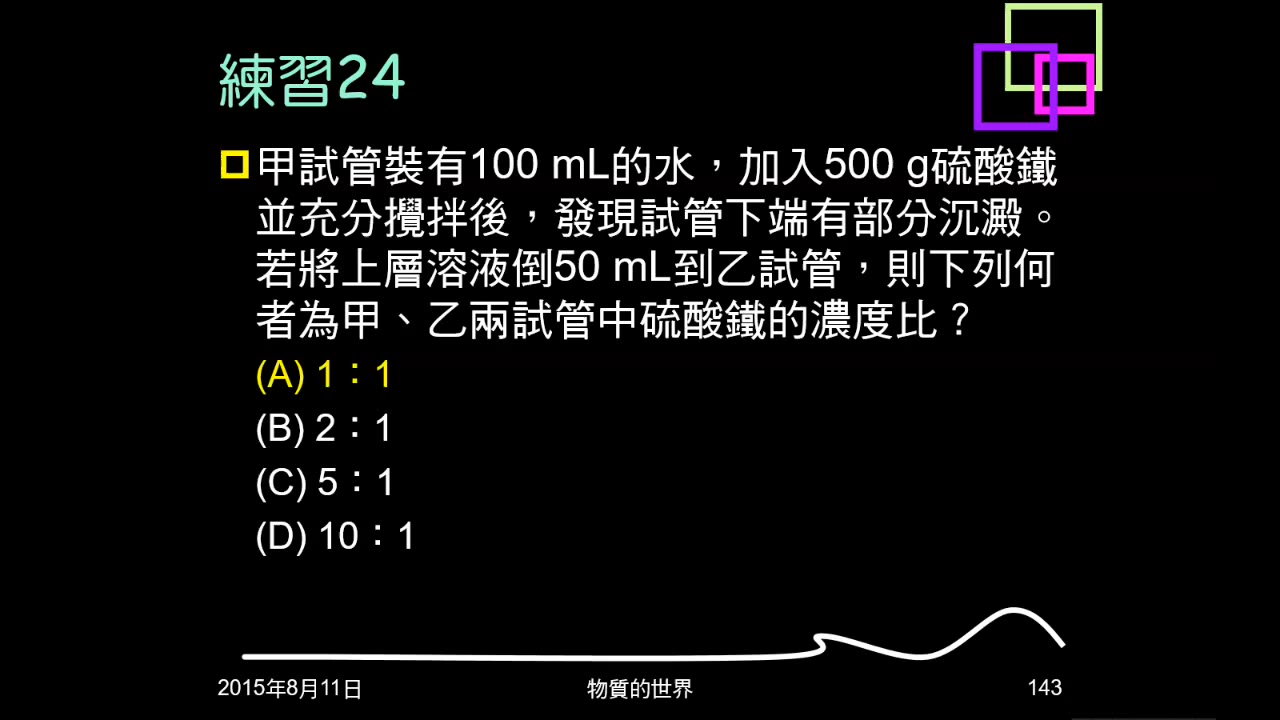 練習24
甲試管裝有100 mL的水，加入500 g硫酸鐵
並充分攪拌後，發現試管下端有部分沉澱。
若將上層溶液倒50 mL到乙試管，則下列何
者為甲、乙兩試管中硫酸鐵的濃度比？
(A) 1：1
(B) 2：1
(C) 5：1
(D) 10：1
2015年8月11日 物質的世界 143